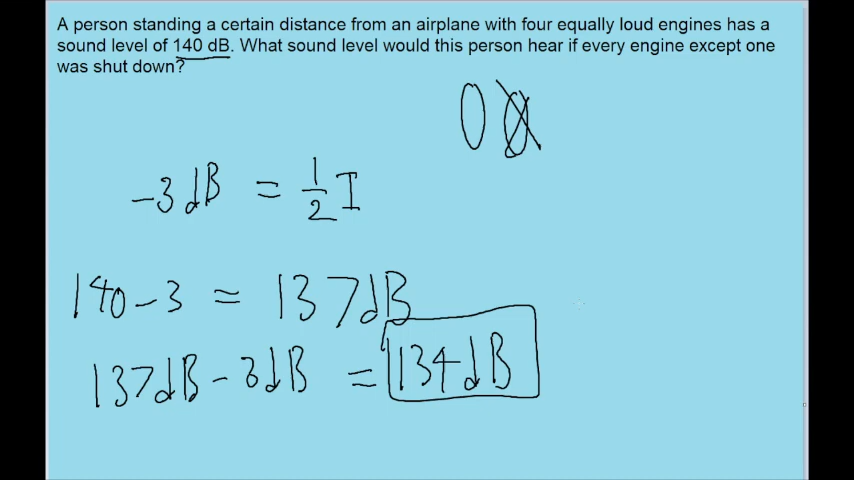 A person standing a certain distance from an airplane with four equally loud engines has a
sound level of 140 dB. What sound level would this person hear if every engine except one
was shut down?
-3 dB = 1/2 I
140 - 3 = 137 dB
137 dB - 3 dB = 134 dB